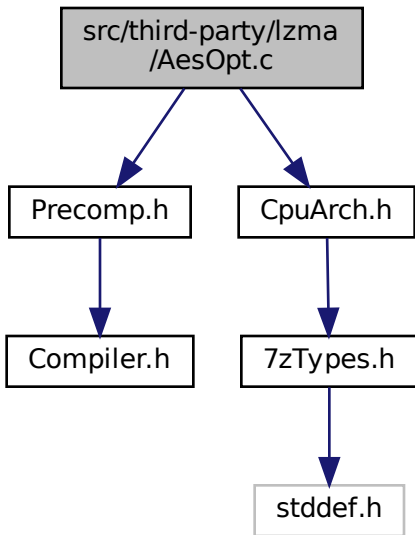 src/third-party/lzma
/AesOpt.c
Precomp.h
CpuArch.h
Compiler.h
7zTypes.h
stddef.h